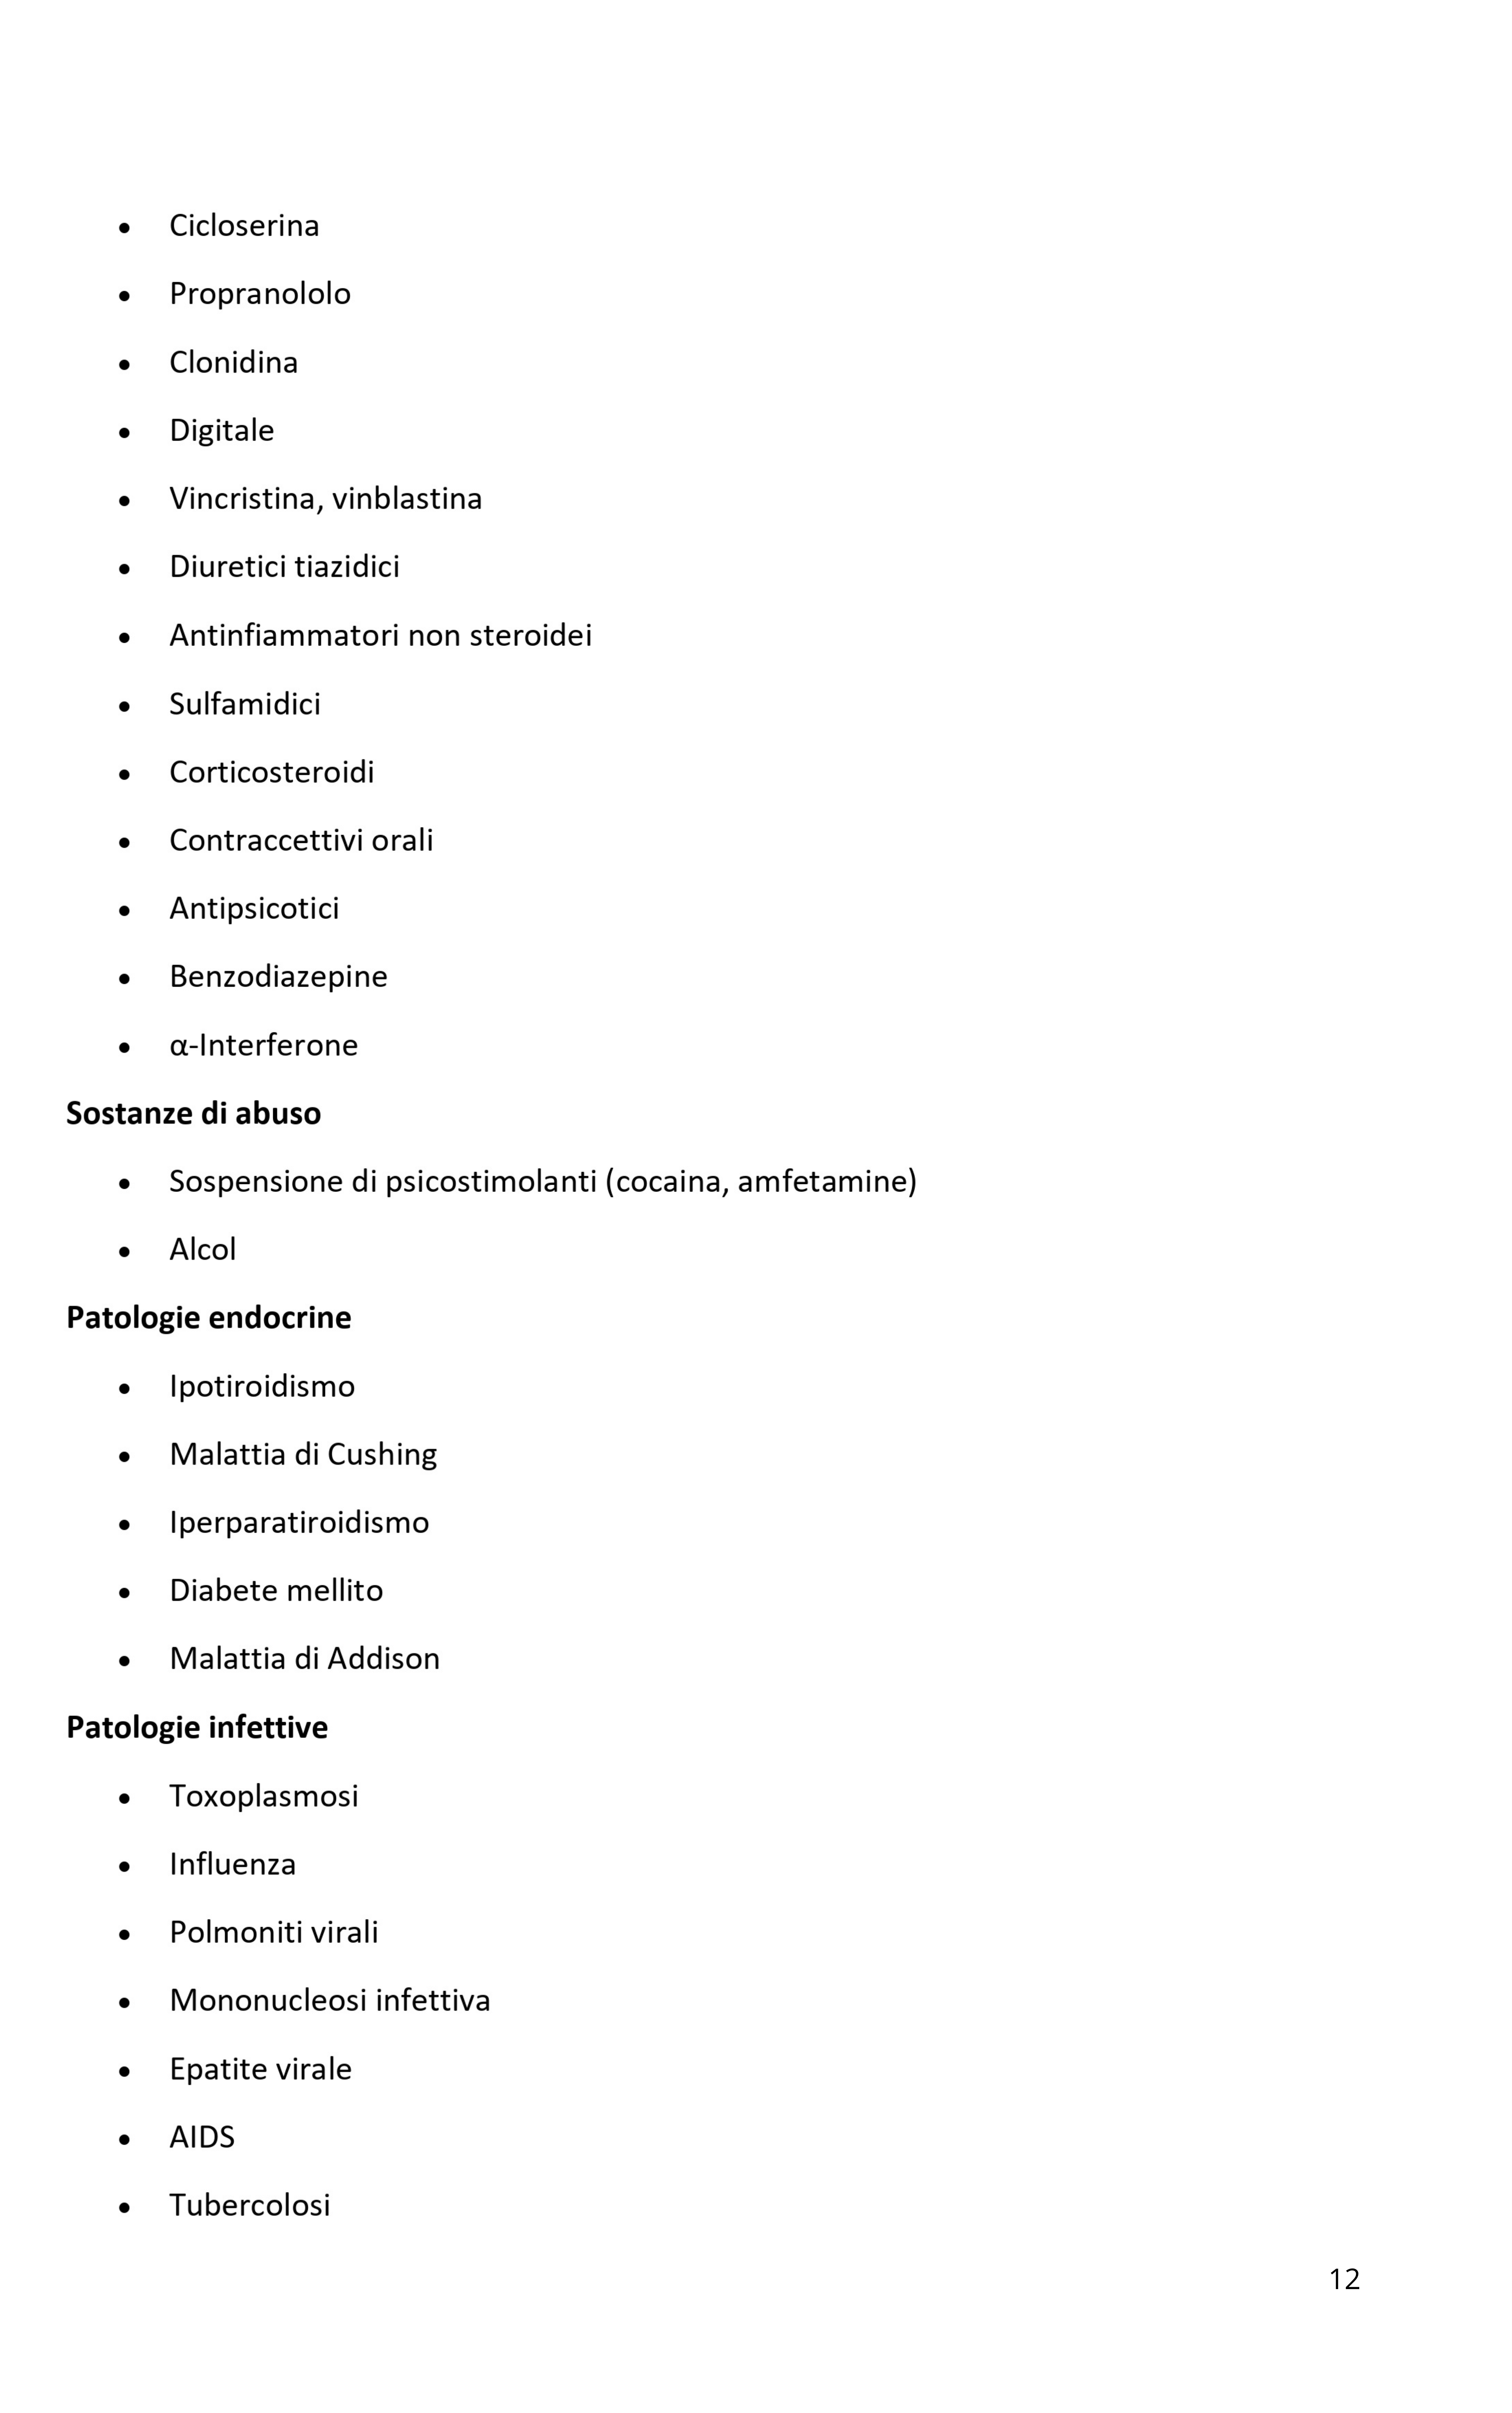 • Cicloserina
• Propranololo
• Clonidina
• Digitale
• Vincristina, vinblastina
• Diuretici tiazidici
• Antinfiammatori non steroidei
• Sulfamidici
• Corticosteroidi
• Contraccettivi orali
• Antipsicotici
• Benzodiazepine
• α-Interferone
Sostanze di abuso
• Sospensione di psicostimolanti (cocaina, amfetamine)
• Alcol
Patologie endocrine
• Ipotiroidismo
• Malattia di Cushing
• Iperparatiroidismo
• Diabete mellito
• Malattia di Addison
Patologie infettive
• Toxoplasmosi
• Influenza
• Polmoniti virali
• Mononucleosi infettiva
• Epatite virale
• AIDS
• Tubercolosi
12